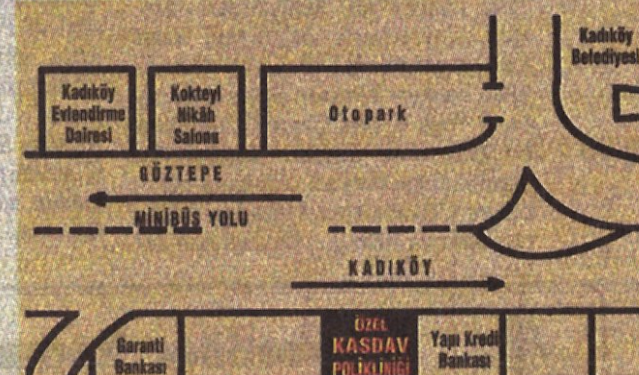 Kadıköy
Belediyesi
Kadıköy
Evlendirme
Dairesi
Kokteyl
Nikâh
Salonu
Otopark
GÖZTEPE
MİNİBÜS YOLU
KADIKÖY
Garanti
Bankası
ÖZEL
KASDAV
POLİKLİNİĞİ
Yapı Kredi
Bankası